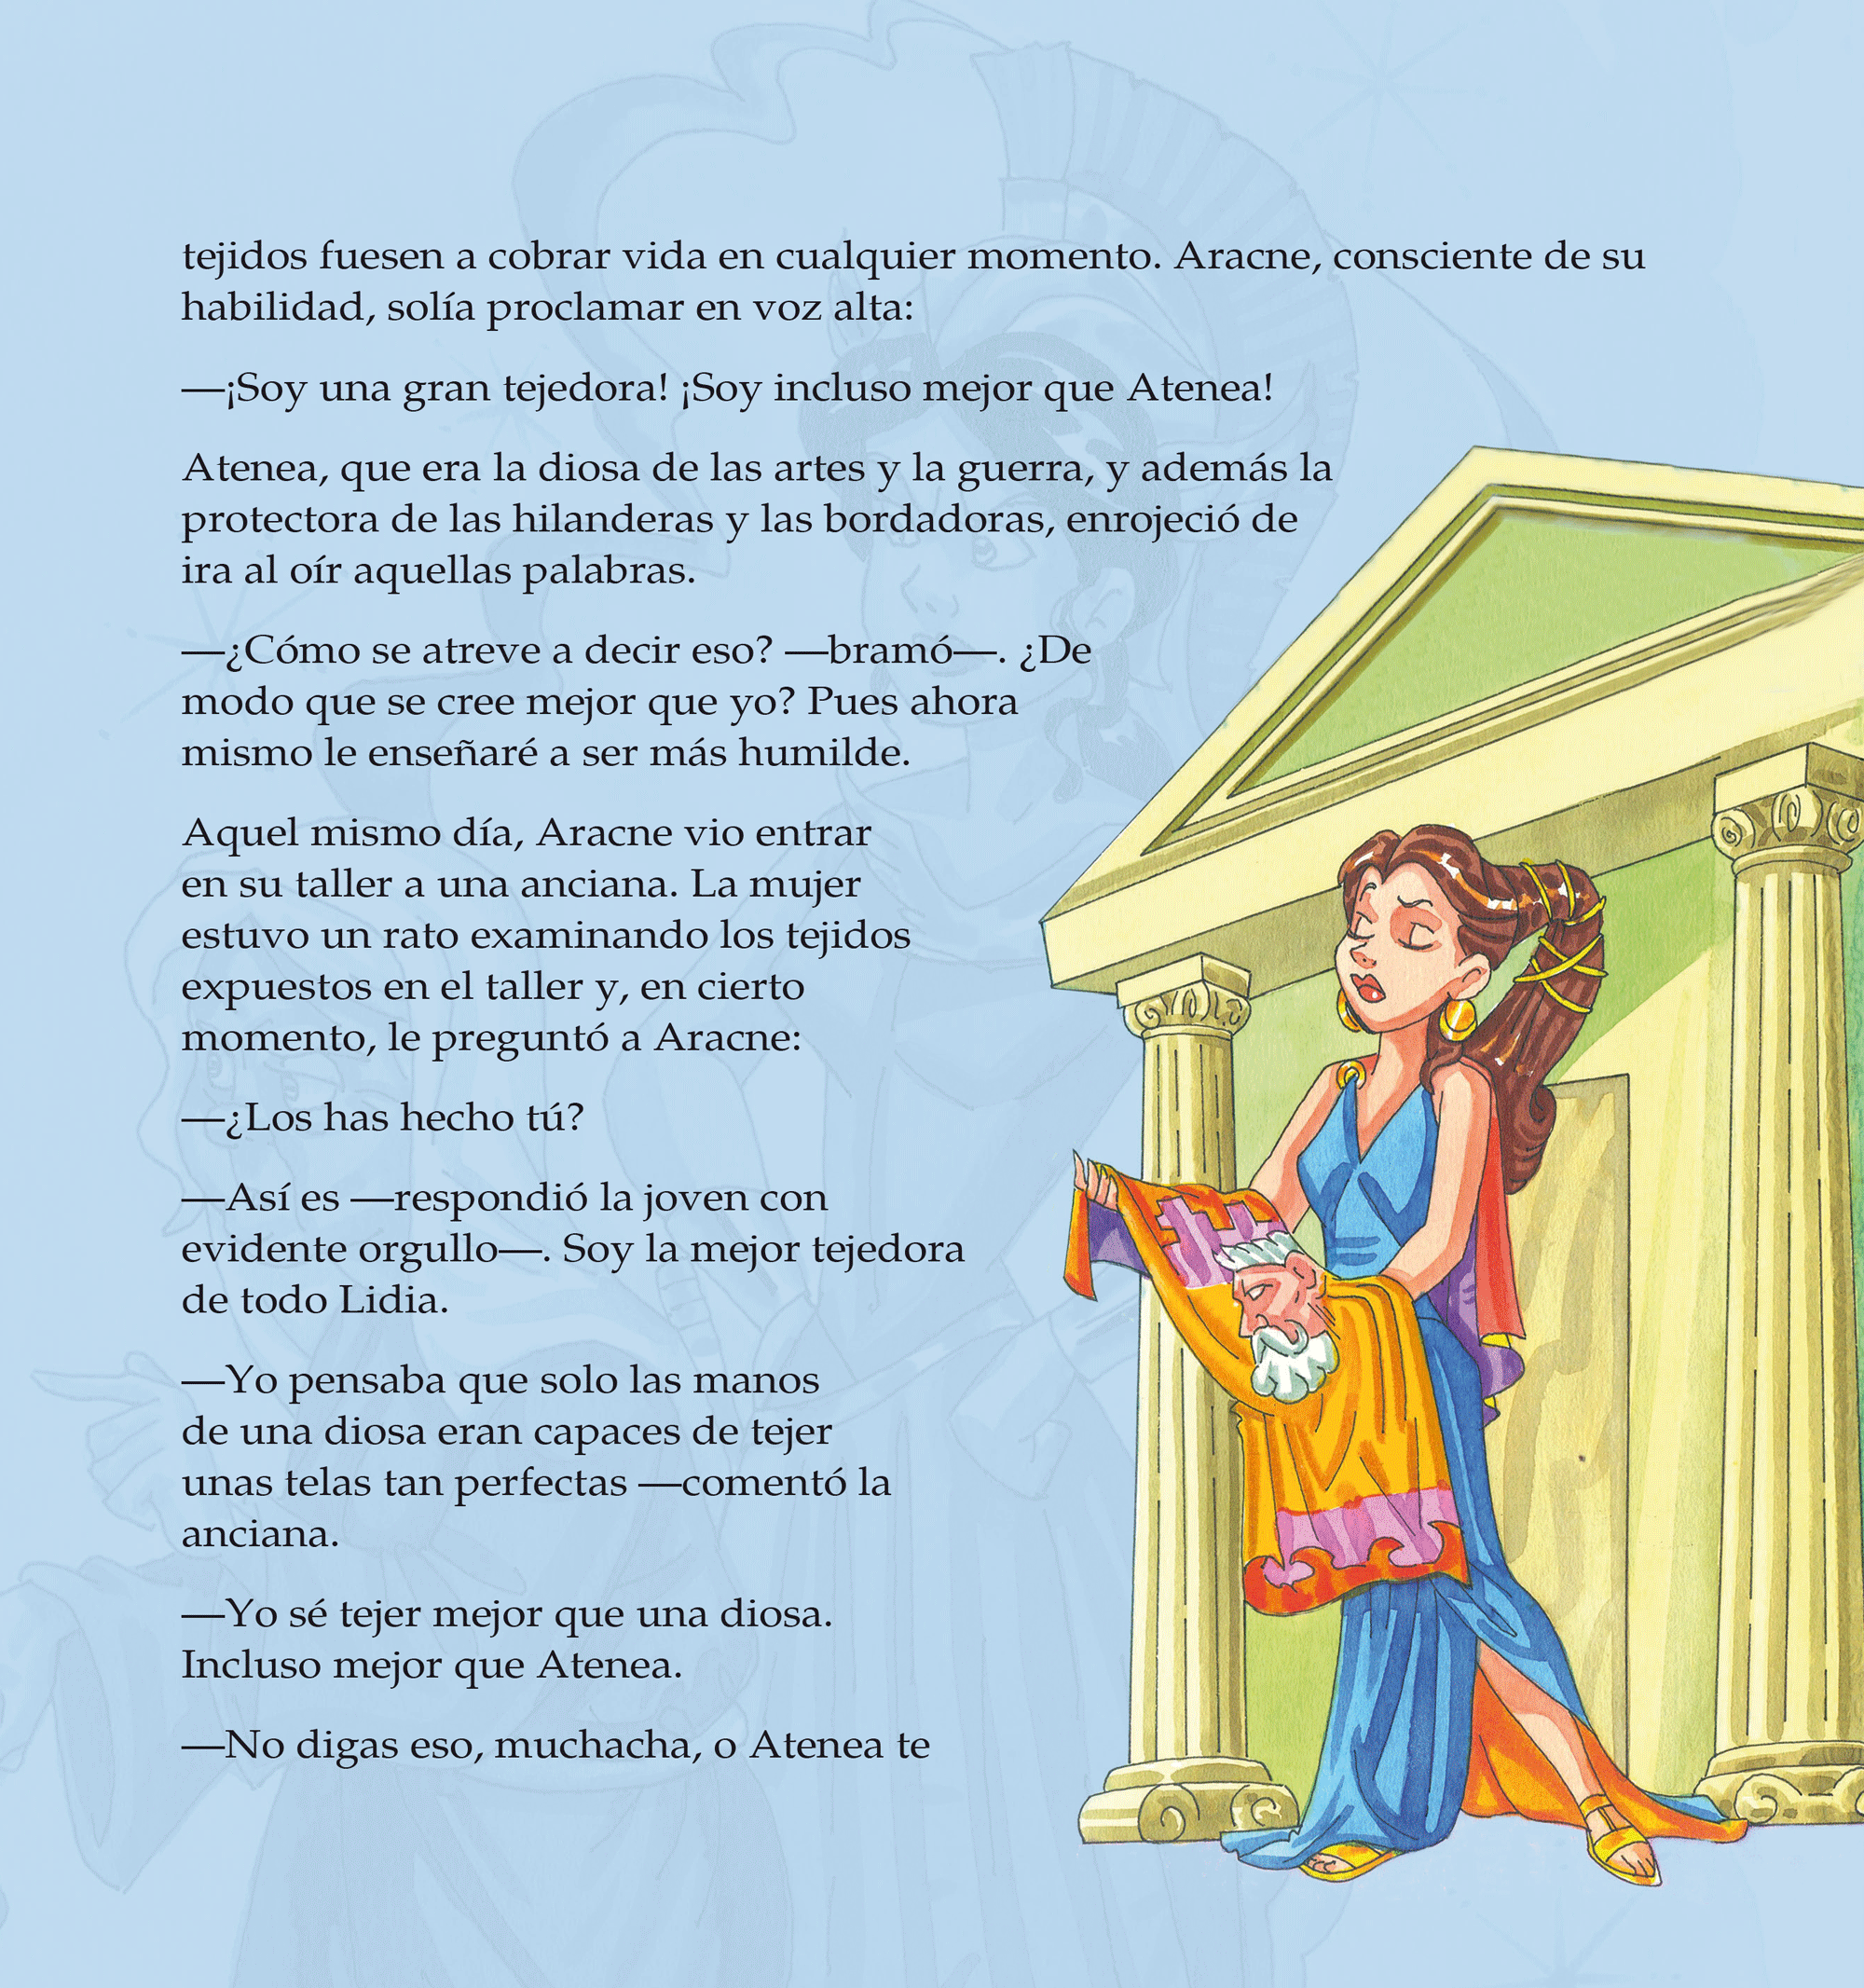 tejidos fuesen a cobrar vida en cualquier momento. Aracne, consciente de su
habilidad, solía proclamar en voz alta:
—¡Soy una gran tejedora! ¡Soy incluso mejor que Atenea!
Atenea, que era la diosa de las artes y la guerra, y además la
protectora de las hilanderas y las bordadoras, enrojeció de
ira al oír aquellas palabras.
—¿Cómo se atreve a decir eso? —bramó—. ¿De
modo que se cree mejor que yo? Pues ahora
mismo le enseñaré a ser más humilde.
Aquel mismo día, Aracne vio entrar
en su taller a una anciana. La mujer
estuvo un rato examinando los tejidos
expuestos en el taller y, en cierto
momento, le preguntó a Aracne:
—¿Los has hecho tú?
—Así es —respondió la joven con
evidente orgullo—. Soy la mejor tejedora
de todo Lidia.
—Yo pensaba que solo las manos
de una diosa eran capaces de tejer
unas telas tan perfectas —comentó la
anciana.
—Yo sé tejer mejor que una diosa.
Incluso mejor que Atenea.
—No digas eso, muchacha, o Atenea te